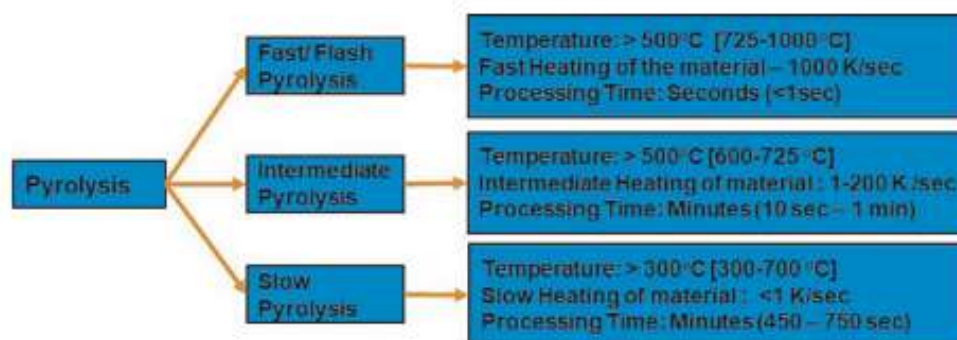 Pyrolysis
Fast/Flash
Pyrolysis
Temperature: > 500°C [725-1000 °C]
Fast Heating of the material – 1000 K/sec
Processing Time: Seconds (<1sec)
Intermediate
Pyrolysis
Temperature: > 500°C [600-725 °C]
Intermediate Heating of material : 1-200 K /sec
Processing Time: Minutes (10 sec – 1 min)
Slow
Pyrolysis
Temperature: > 300°C [300-700 °C]
Slow Heating of material : <1 K/sec
Processing Time: Minutes (450 – 750 sec)